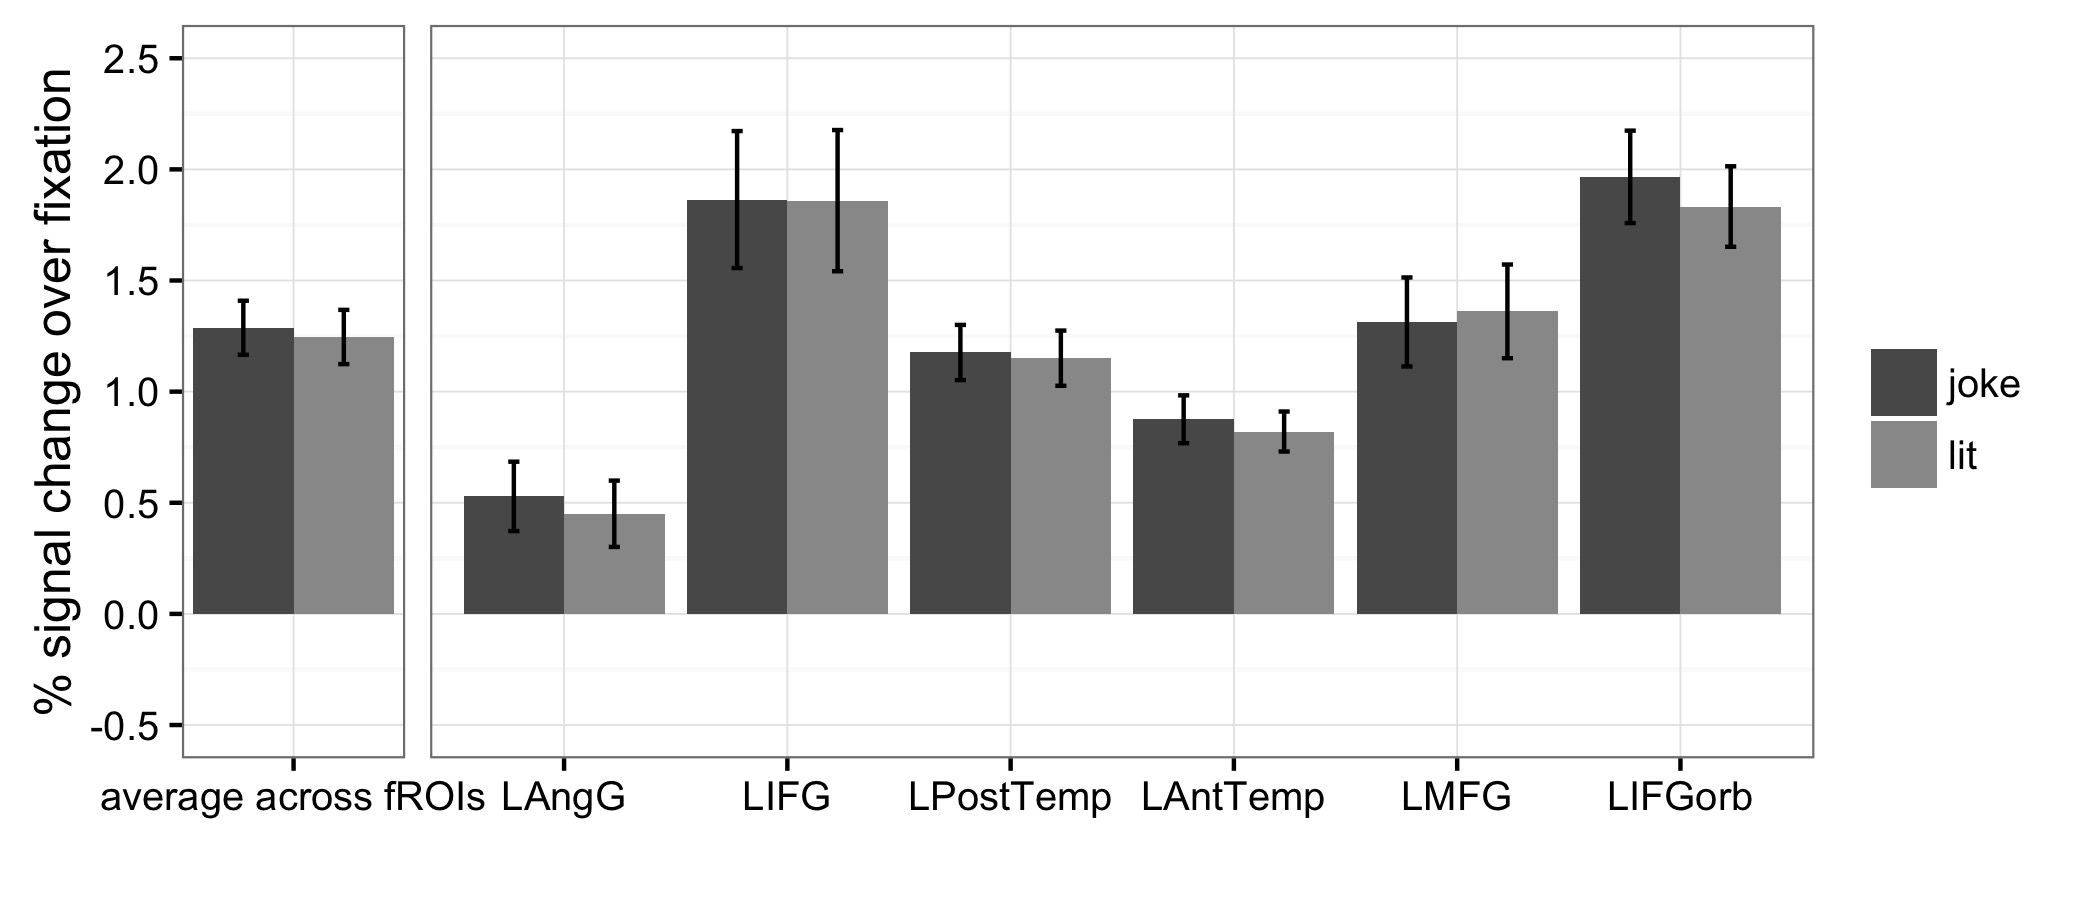 % signal change over fixation
2.5
2.0
1.5
1.0
0.5
0.0
-0.5
average across fROIs LAngG LIFG LPostTemp LAntTemp LMFG LIFGorb
joke
lit